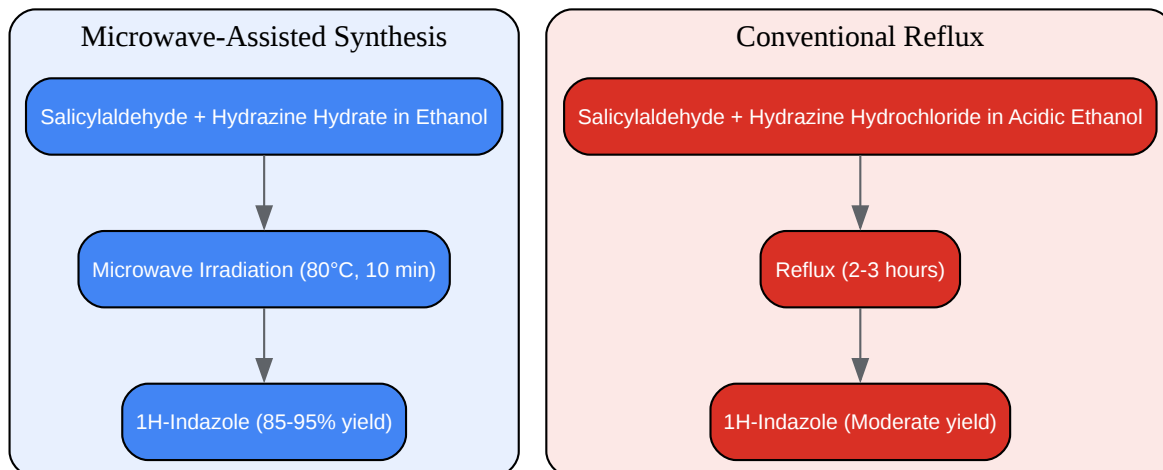 Microwave-Assisted Synthesis
Salicylaldehyde + Hydrazine Hydrate in Ethanol
Microwave Irradiation (80°C, 10 min)
1H-Indazole (85-95% yield)
Conventional Reflux
Salicylaldehyde + Hydrazine Hydrochloride in Acidic Ethanol
Reflux (2-3 hours)
1H-Indazole (Moderate yield)